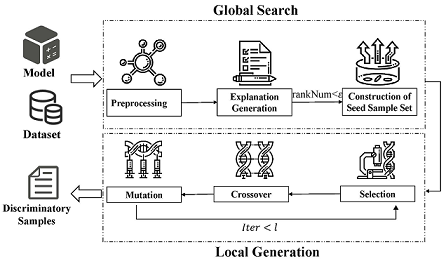 Global Search
Model
Dataset
Preprocessing
Explanation
Generation
rankNum<ε
Construction of
Seed Sample Set
Discriminatory
Samples
Mutation
Crossover
Selection
Iter < l
Local Generation